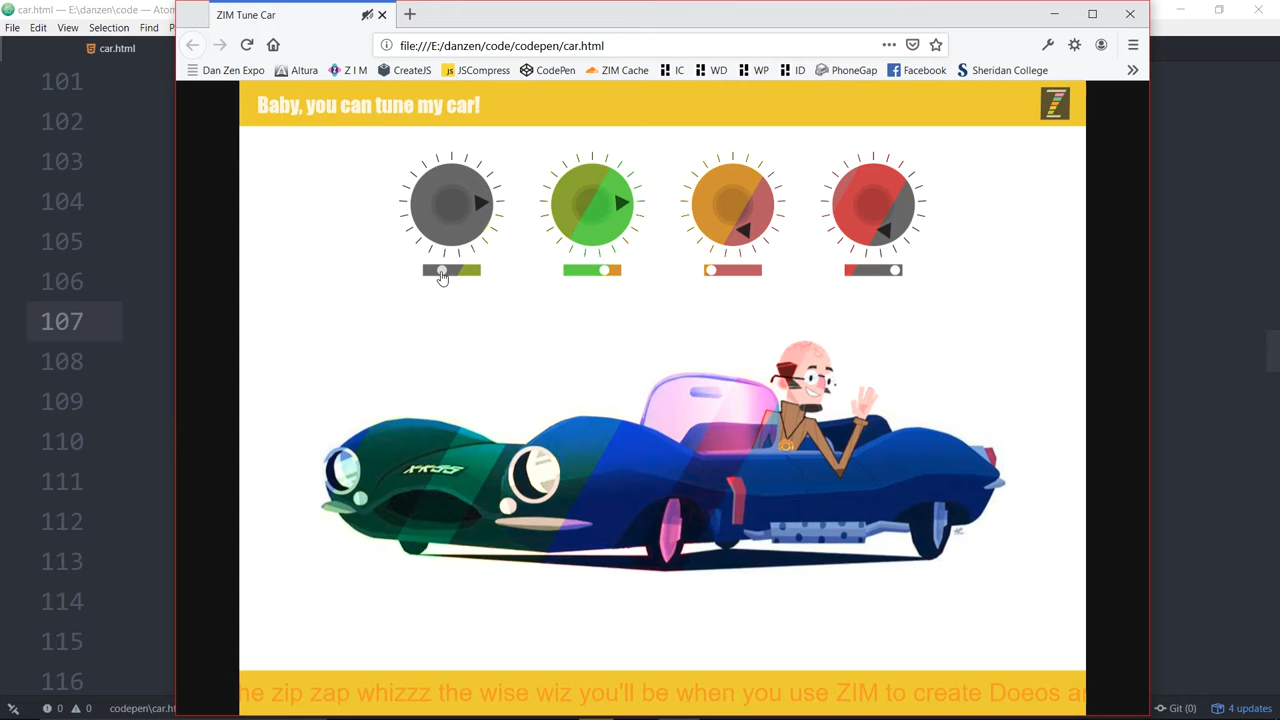 car.html — E:\danzen\code — Atom
File Edit View Selection Find
car.html
101
102
103
104
105
106
107
108
109
110
111
112
113
114
115
116
0 0 codepen\car.ht
Git (0) 4 updates
ZIM Tune Car
file:///E:/danzen/code/codepen/car.html
Dan Zen Expo Altura Z I M CreateJS JSCompress CodePen ZIM Cache IC WD WP ID PhoneGap Facebook Sheridan College
Baby, you can tune my car!
XKSS
he zip zap whizzz the wise wiz you'll be when you use ZIM to create Doeos a